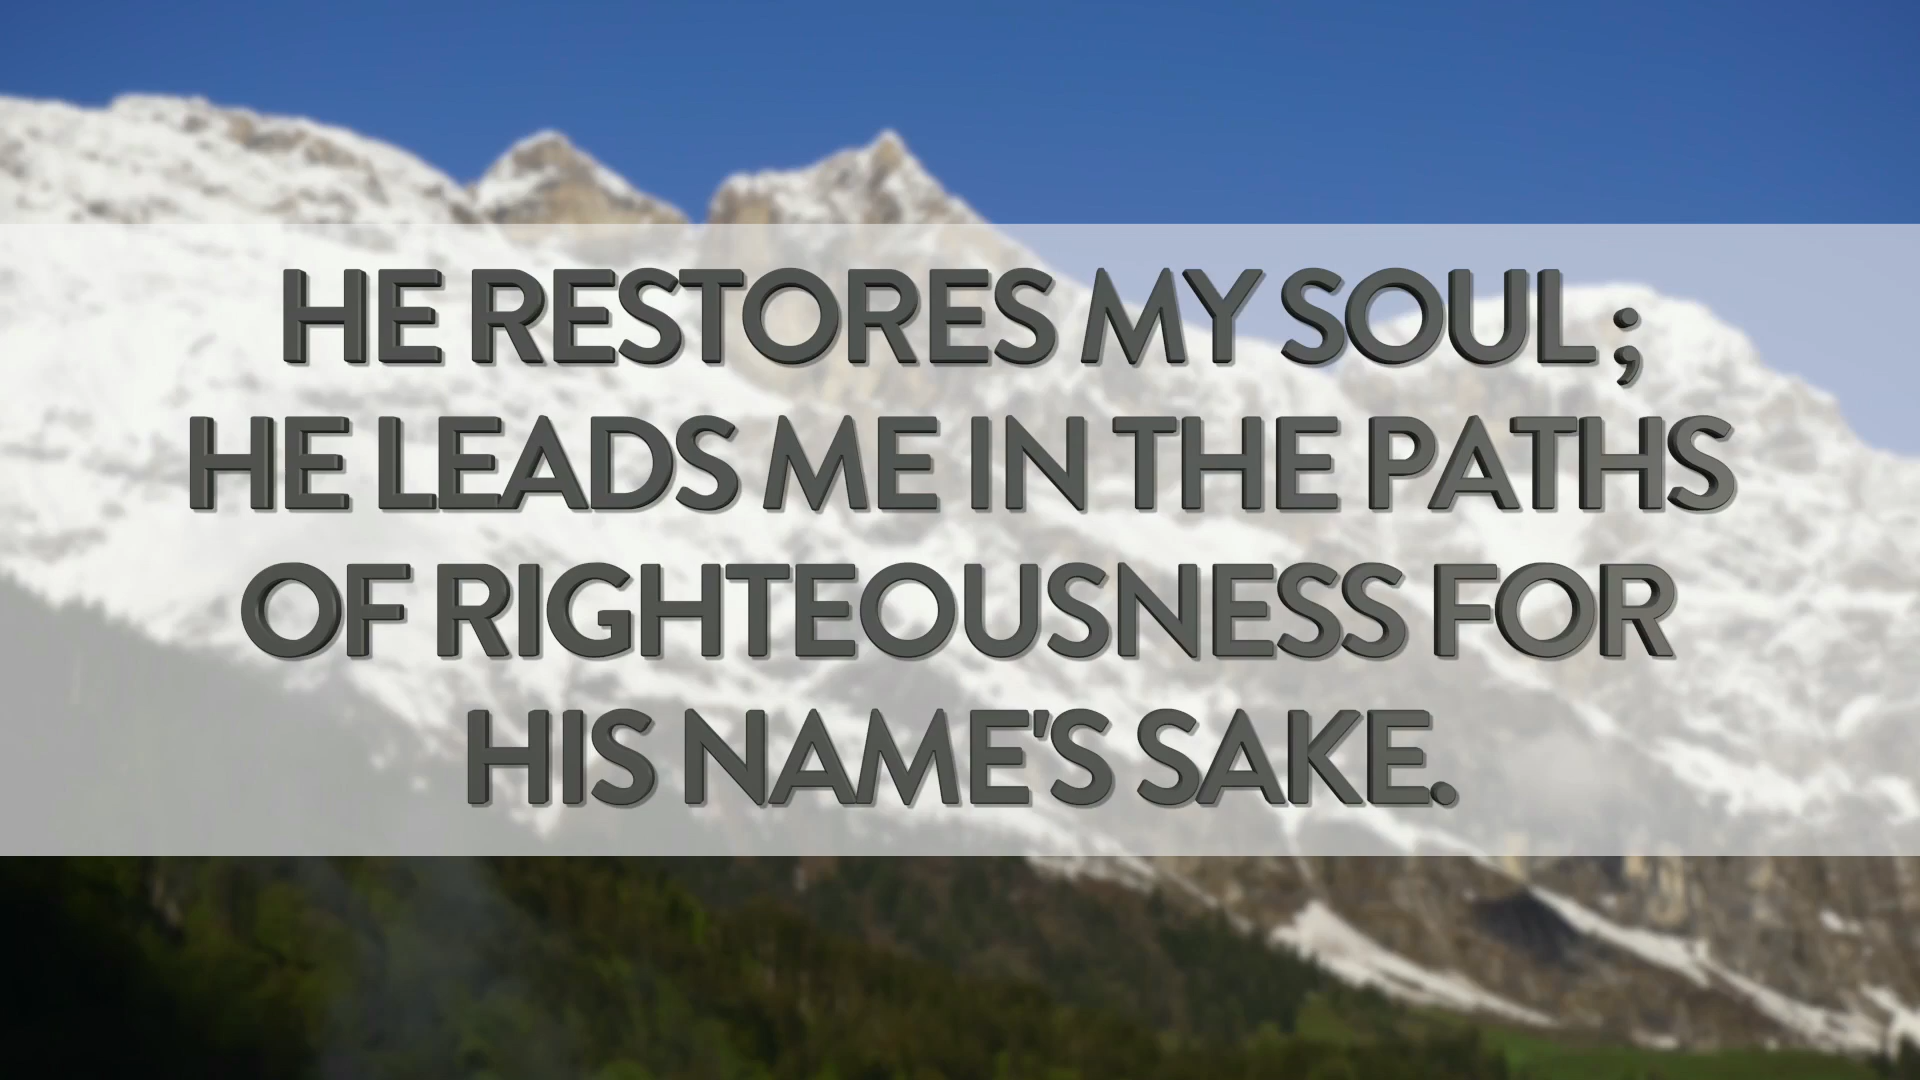 HE RESTORES MY SOUL;
HE LEADS ME IN THE PATHS
OF RIGHTEOUSNESS FOR
HIS NAME'S SAKE.